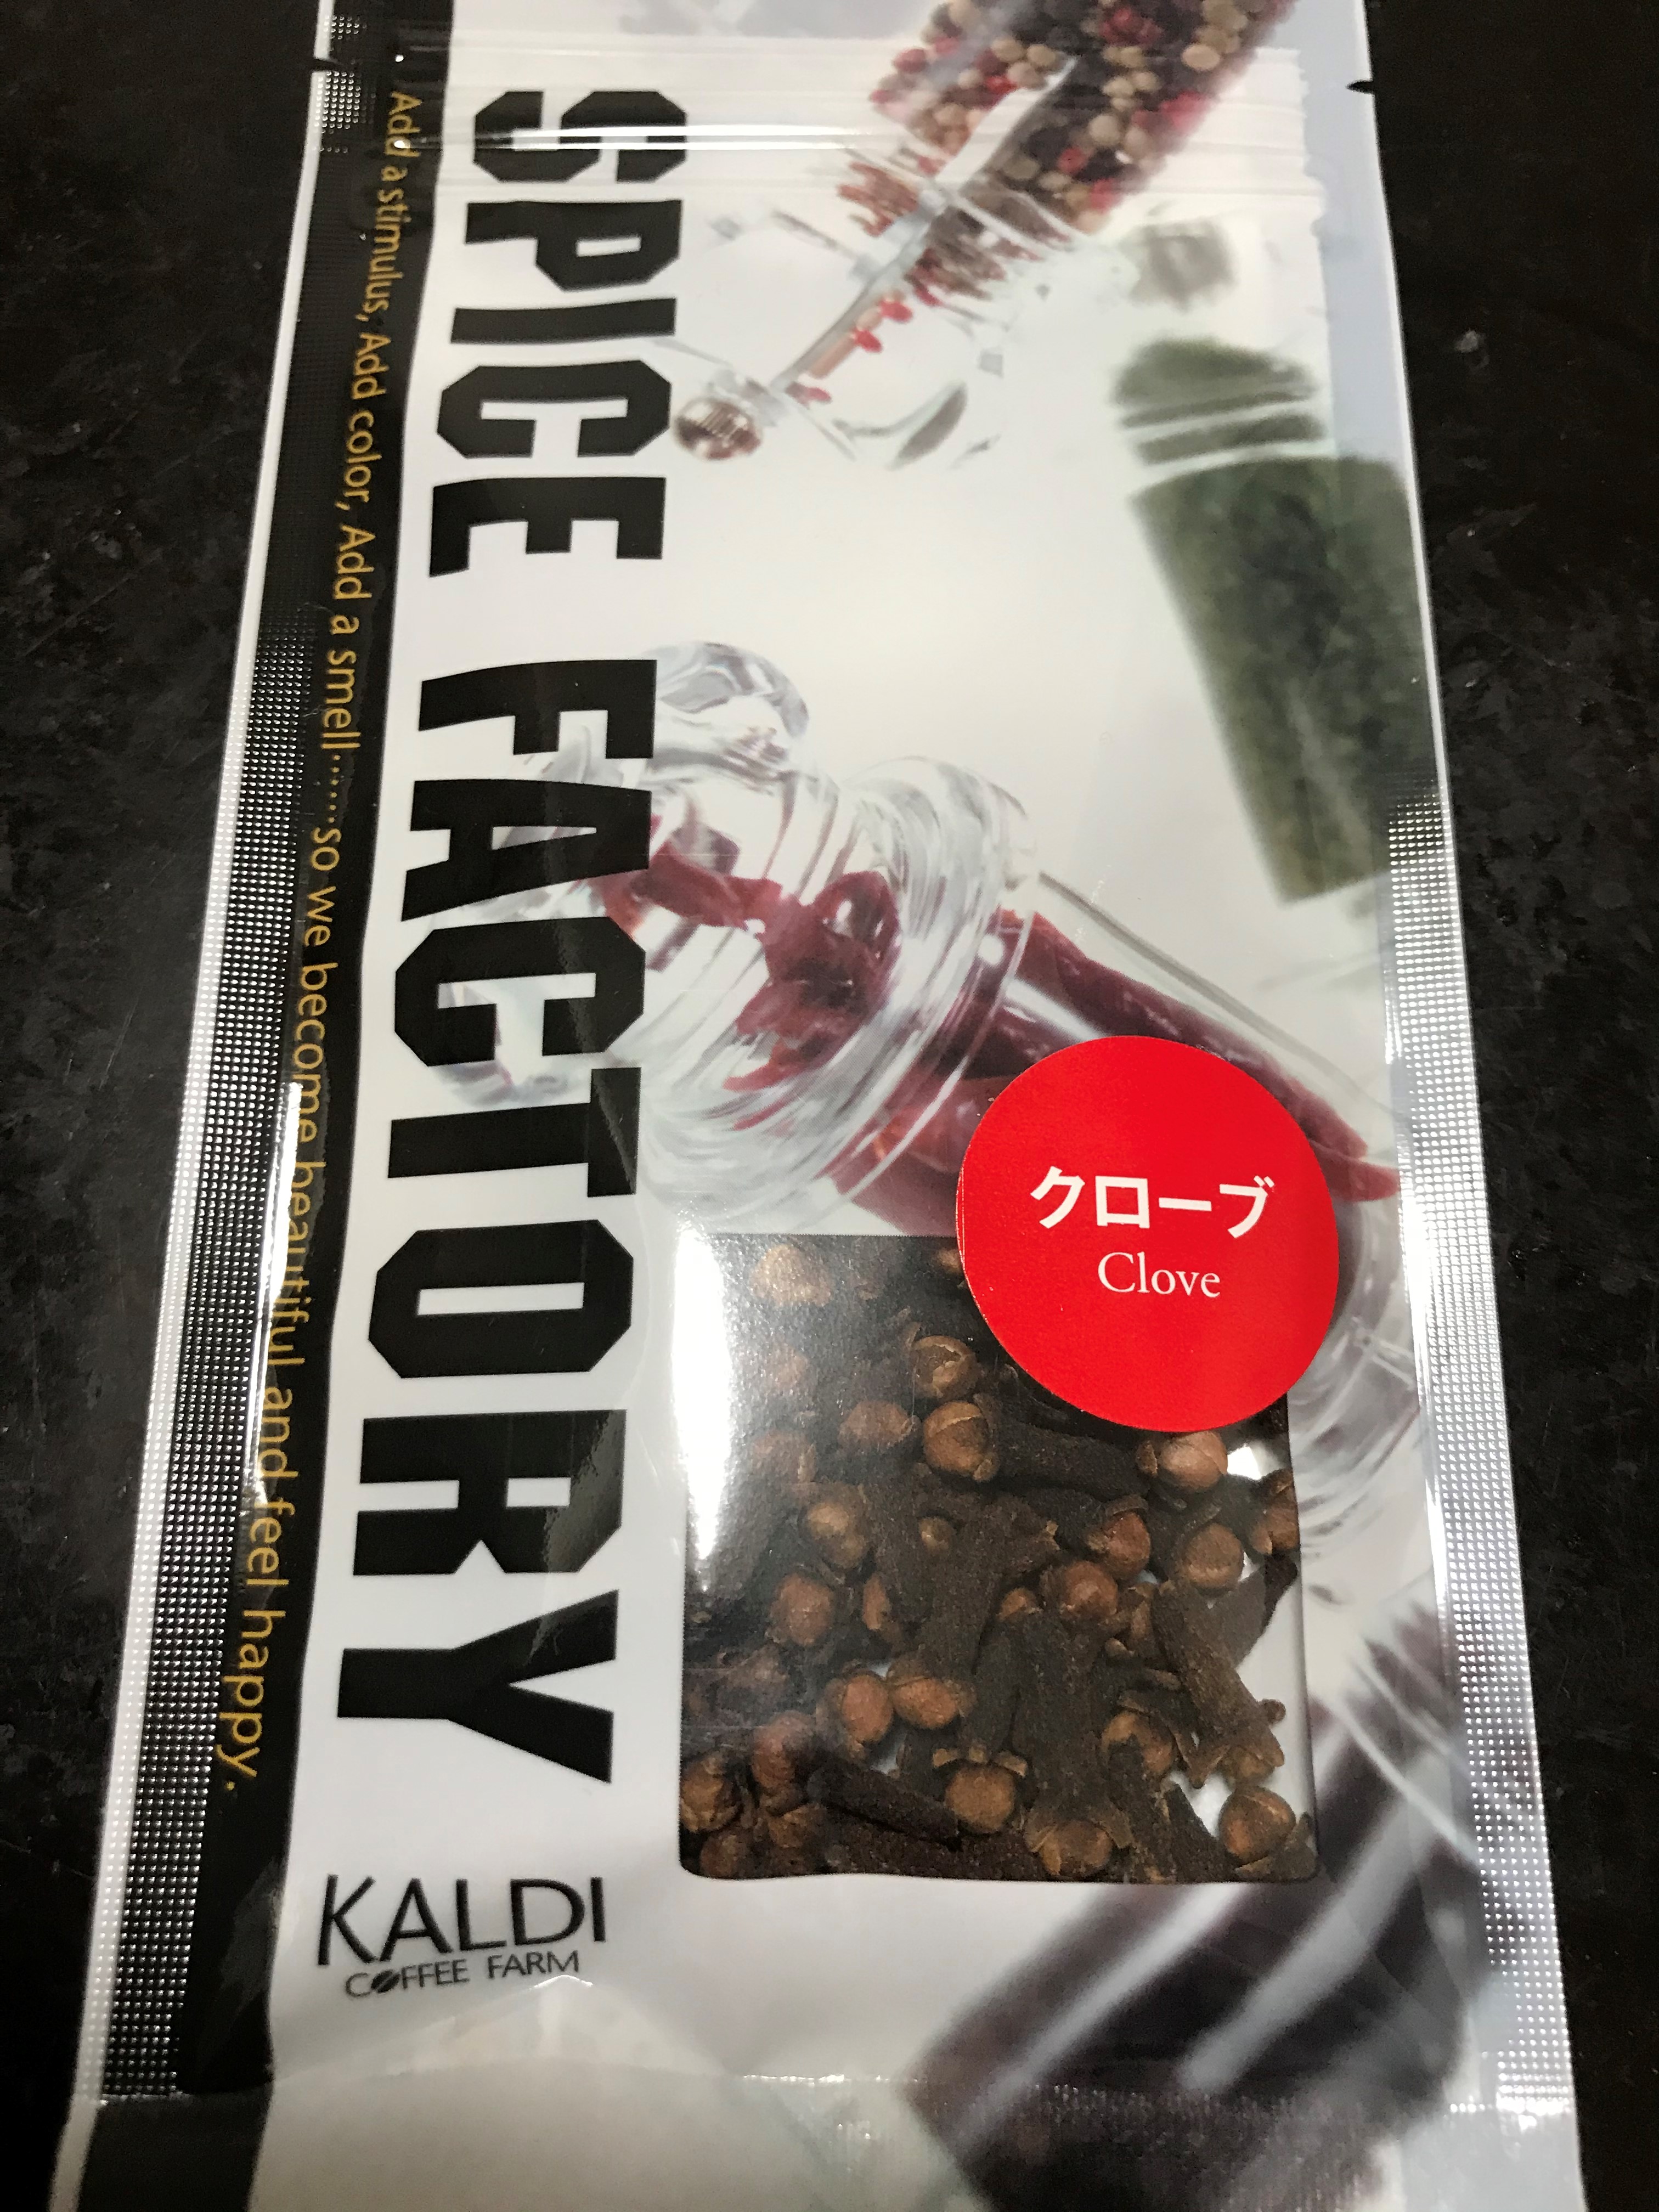 SPICE FACTORY
Add a stimulus, Add color, Add a smell……so we become beautiful and feel happy.
クローブ
Clove
KALDI
COFFEE FARM